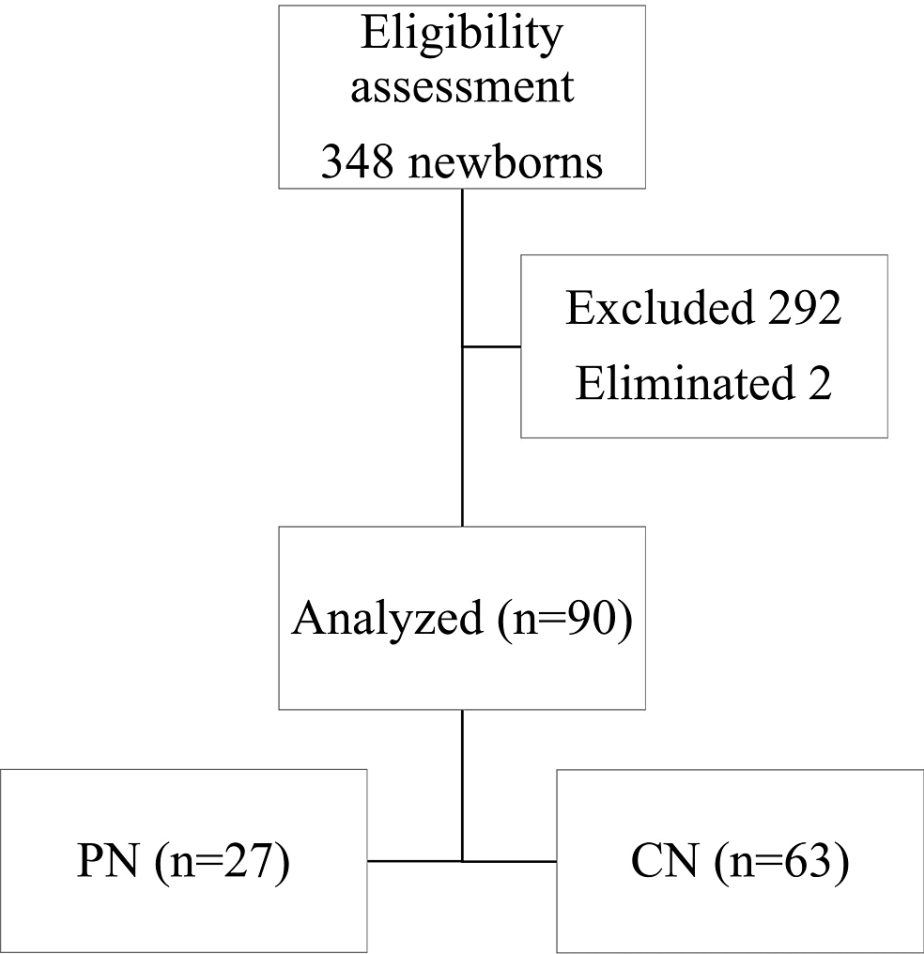 Eligibility
assessment
348 newborns
Excluded 292
Eliminated 2
Analyzed (n=90)
PN (n=27)
CN (n=63)